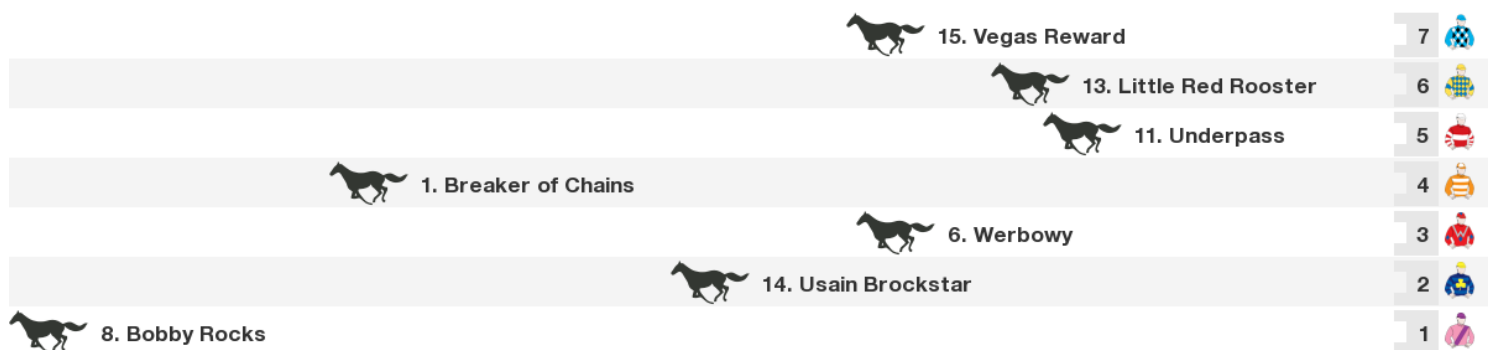 15. Vegas Reward 7
13. Little Red Rooster 6
11. Underpass 5
1. Breaker of Chains 4
6. Werbowy 3
14. Usain Brockstar 2
8. Bobby Rocks 1